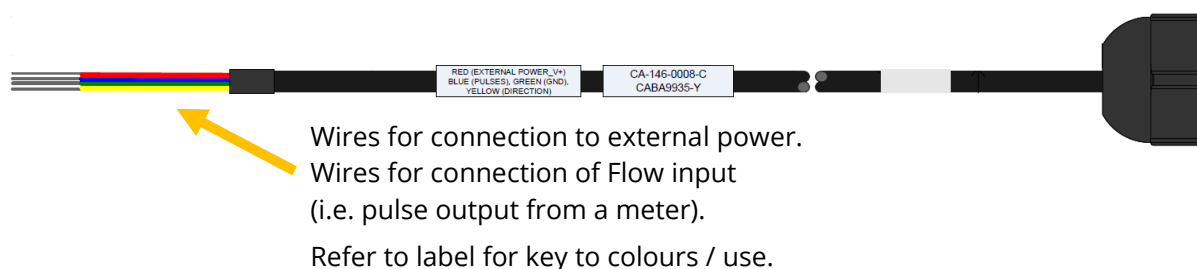 RED (EXTERNAL POWER_V+)
BLUE (PULSES), GREEN (GND),
YELLOW (DIRECTION)
CA-146-0008-C
CABA9935-Y
Wires for connection to external power.
Wires for connection of Flow input
(i.e. pulse output from a meter).
Refer to label for key to colours / use.